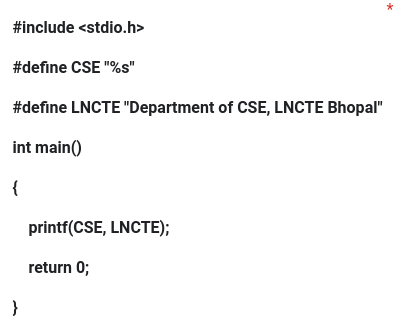 *
#include <stdio.h>
#define CSE "%s"
#define LNCTE "Department of CSE, LNCTE Bhopal"
int main()
{
printf(CSE, LNCTE);
return 0;
}